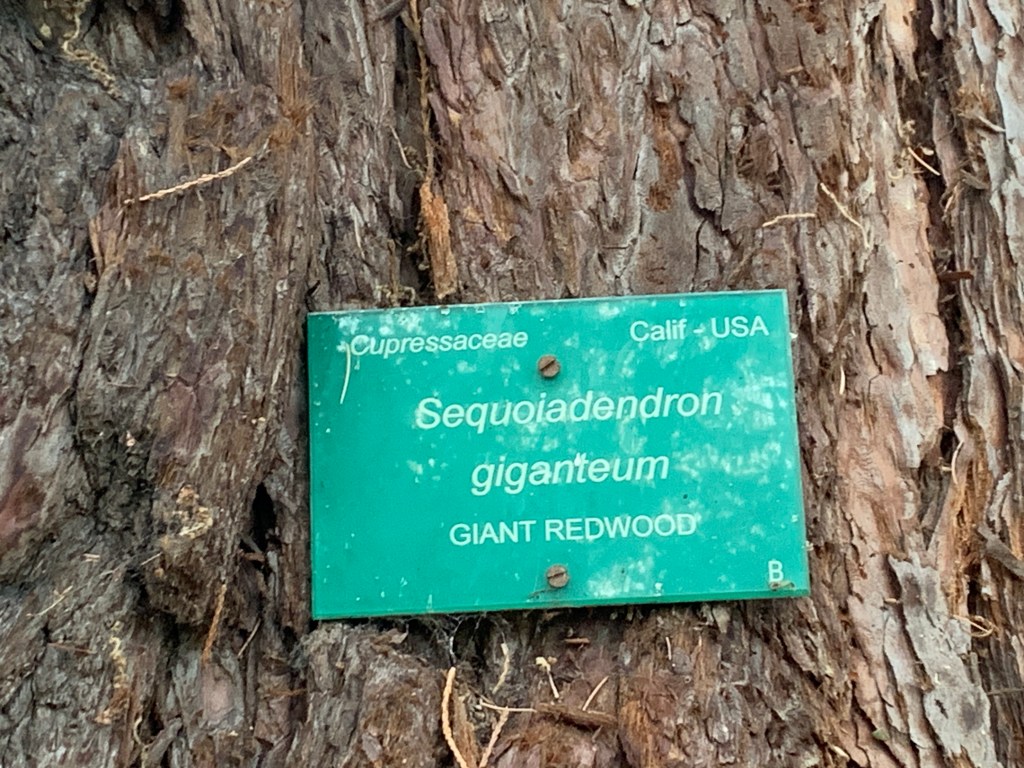 Cupressaceae Calif - USA
Sequoiadendron
giganteum
GIANT REDWOOD
B